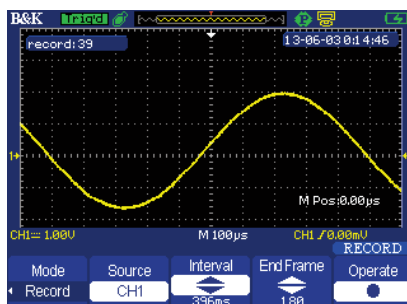 B&K Trig'd P
record:39 13-06-03 0:14:46
1
M Pos:0.00μs
CH1 1.00V M 100μs CH1 0.00mV
RECORD
Mode Source Interval End Frame Operate
Record CH1 396ms 180